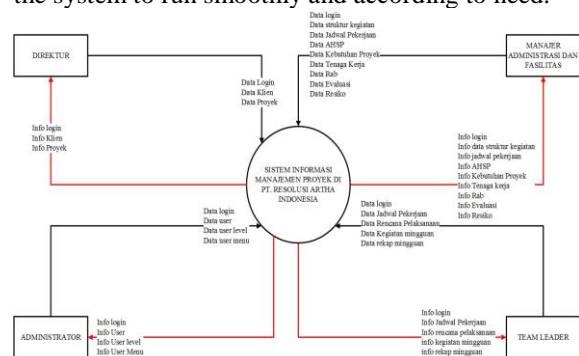 the system to run smoothly and according to need.
Data login
Data struktur kegiatan
Data Jadwal Pekerjaan
Data AHSP
Data Kebutuhan Proyek
Data Tenaga Kerja
Data Rab
Data Evaluasi
Data Resiko
DIREKTUR
MANAJER
ADMINISTRASI DAN
FASILITAS
Data Login
Data Klien
Data Proyek
Info login
Info Klien
Info Proyek
SISTEM INFORMASI
MANAJEMEN PROYEK DI
PT. RESOLUSI ARTHA
INDONESIA
Info login
Info data struktur kegiatan
Info jadwal pekerjaan
Info AHSP
Info Kebutuhan Proyek
Info Tenaga kerja
Info Rab
Info Evaluasi
Info Resiko
Data login
Data user
Data user level
Data user menu
Data login
Data Jadwal Pekerjaan
Data Rencana Pelaksanaan
Data Kegiatan mingguan
Data rekap mingguan
ADMINISTRATOR
Info login
Info User
Info User level
Info User Menu
Info login
Info Jadwal Pekerjaan
Info rencana pelaksanaan
info kegiatan mingguan
info rekap mingguan
TEAM LEADER